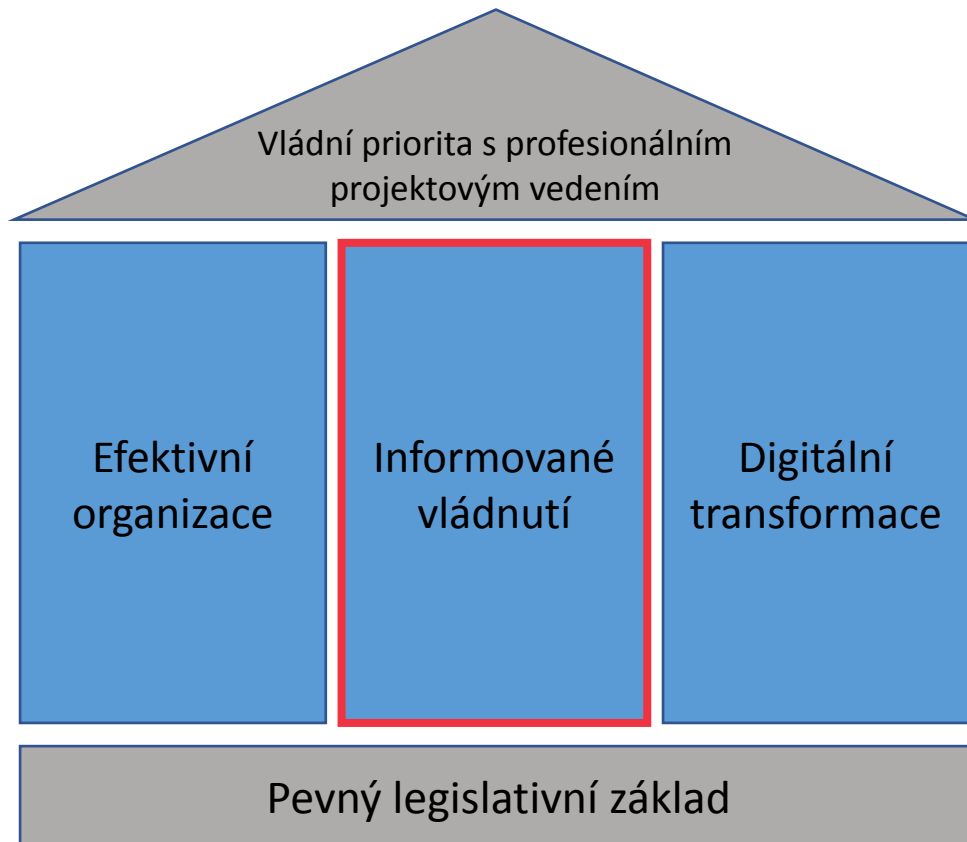 Vládní priorita s profesionálním
projektovým vedením
Efektivní
organizace
Informované
vládnutí
Digitální
transformace
Pevný legislativní základ